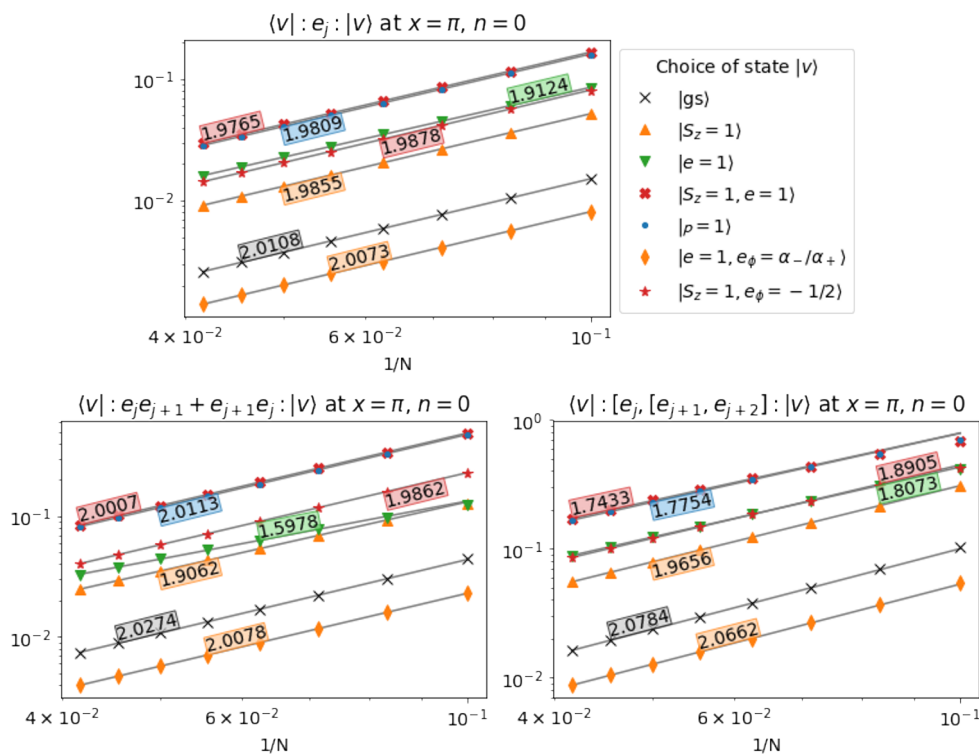 ⟨v| : e_j : |v⟩ at x = π, n = 0
10⁻¹
10⁻²
1.9765
1.9809
1.9124
1.9878
1.9855
2.0108
2.0073
4 × 10⁻²
6 × 10⁻²
10⁻¹
1/N
Choice of state |v⟩
|gs⟩
|S_z = 1⟩
|e = 1⟩
|S_z = 1, e = 1⟩
|p = 1⟩
|e = 1, e_ϕ = α₋/α₊⟩
|S_z = 1, e_ϕ = − 1/2⟩
⟨v| : e_j e_{j+1} + e_{j+1} e_j : |v⟩ at x = π, n = 0
10⁻¹
10⁻²
2.0007
2.0113
1.5978
1.9862
1.9062
2.0274
2.0078
4 × 10⁻²
6 × 10⁻²
10⁻¹
1/N
⟨v| : [e_j, [e_{j+1}, e_{j+2}] : |v⟩ at x = π, n = 0
10⁰
10⁻¹
10⁻²
1.7433
1.7754
1.8905
1.8073
1.9656
2.0784
2.0662
4 × 10⁻²
6 × 10⁻²
10⁻¹
1/N